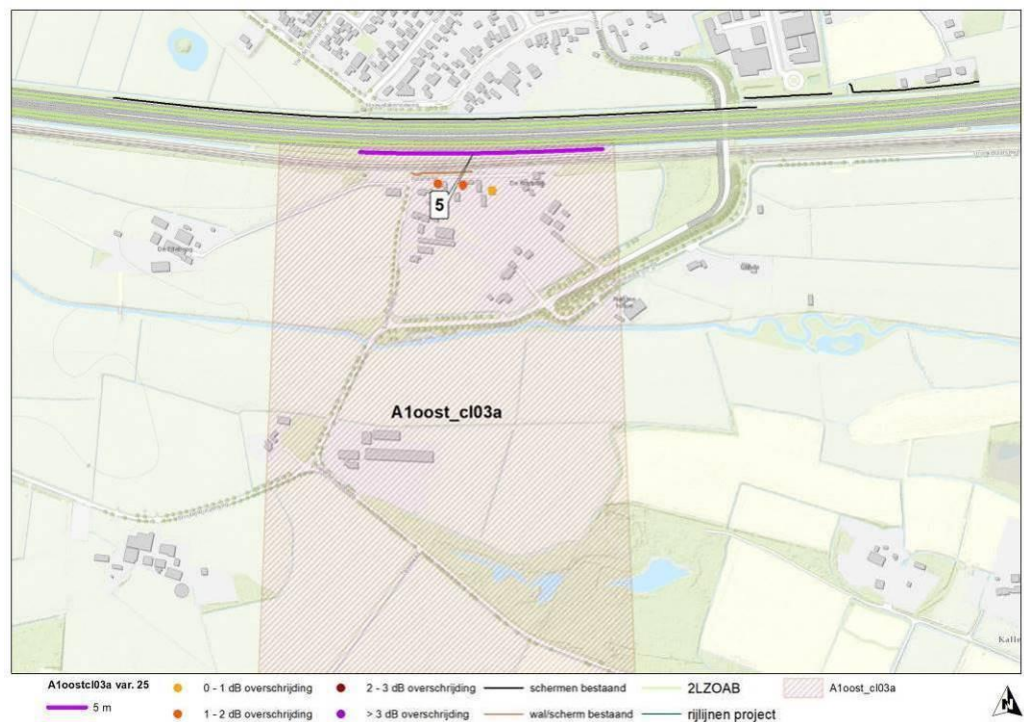 5
A1oost_cl03a
A1oostcl03a var. 25
5 m
0 - 1 dB overschrijding
1 - 2 dB overschrijding
2 - 3 dB overschrijding
> 3 dB overschrijding
schermen bestaand
wal/scherm bestaand
2LZOAB
rijlijnen project
A1oost_cl03a
N